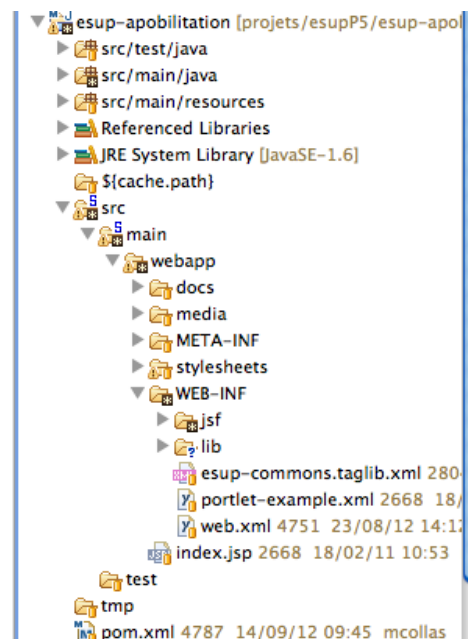 esup-apobilitation [projets/esupP5/esup-apol
src/test/java
src/main/java
src/main/resources
Referenced Libraries
JRE System Library [JavaSE-1.6]
${cache.path}
src
main
webapp
docs
media
META-INF
stylesheets
WEB-INF
jsf
lib
esup-commons.taglib.xml 280
portlet-example.xml 2668 18/
web.xml 4751 23/08/12 14:12
index.jsp 2668 18/02/11 10:53
test
tmp
pom.xml 4787 14/09/12 09:45 mcollas